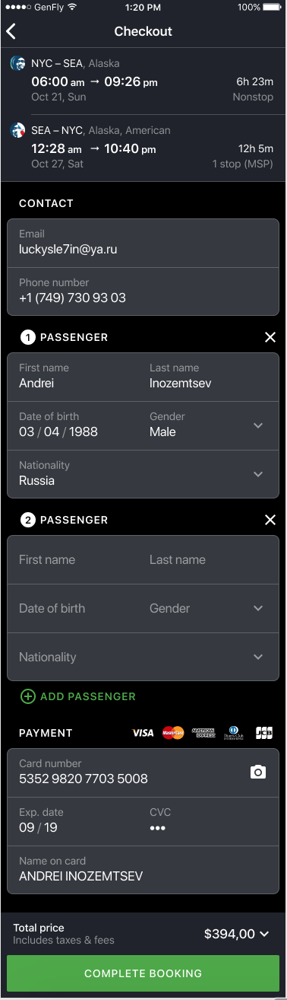 GenFly 1:20 PM 100%
Checkout
NYC – SEA, Alaska
06:00 am → 09:26 pm 6h 23m
Oct 21, Sun Nonstop
SEA – NYC, Alaska, American
12:28 am → 10:40 pm 12h 5m
Oct 27, Sat 1 stop (MSP)
CONTACT
Email
luckysle7in@ya.ru
Phone number
+1 (749) 730 93 03
1 PASSENGER
First name Last name
Andrei Inozemtsev
Date of birth Gender
03 / 04 / 1988 Male
Nationality
Russia
2 PASSENGER
First name Last name
Date of birth Gender
Nationality
ADD PASSENGER
PAYMENT VISA MasterCard AMERICAN EXPRESS Diners Club INTERNATIONAL JCB
Card number
5352 9820 7703 5008
Exp. date CVC
09 / 19 •••
Name on card
ANDREI INOZEMTSEV
Total price
Includes taxes & fees $394,00
COMPLETE BOOKING